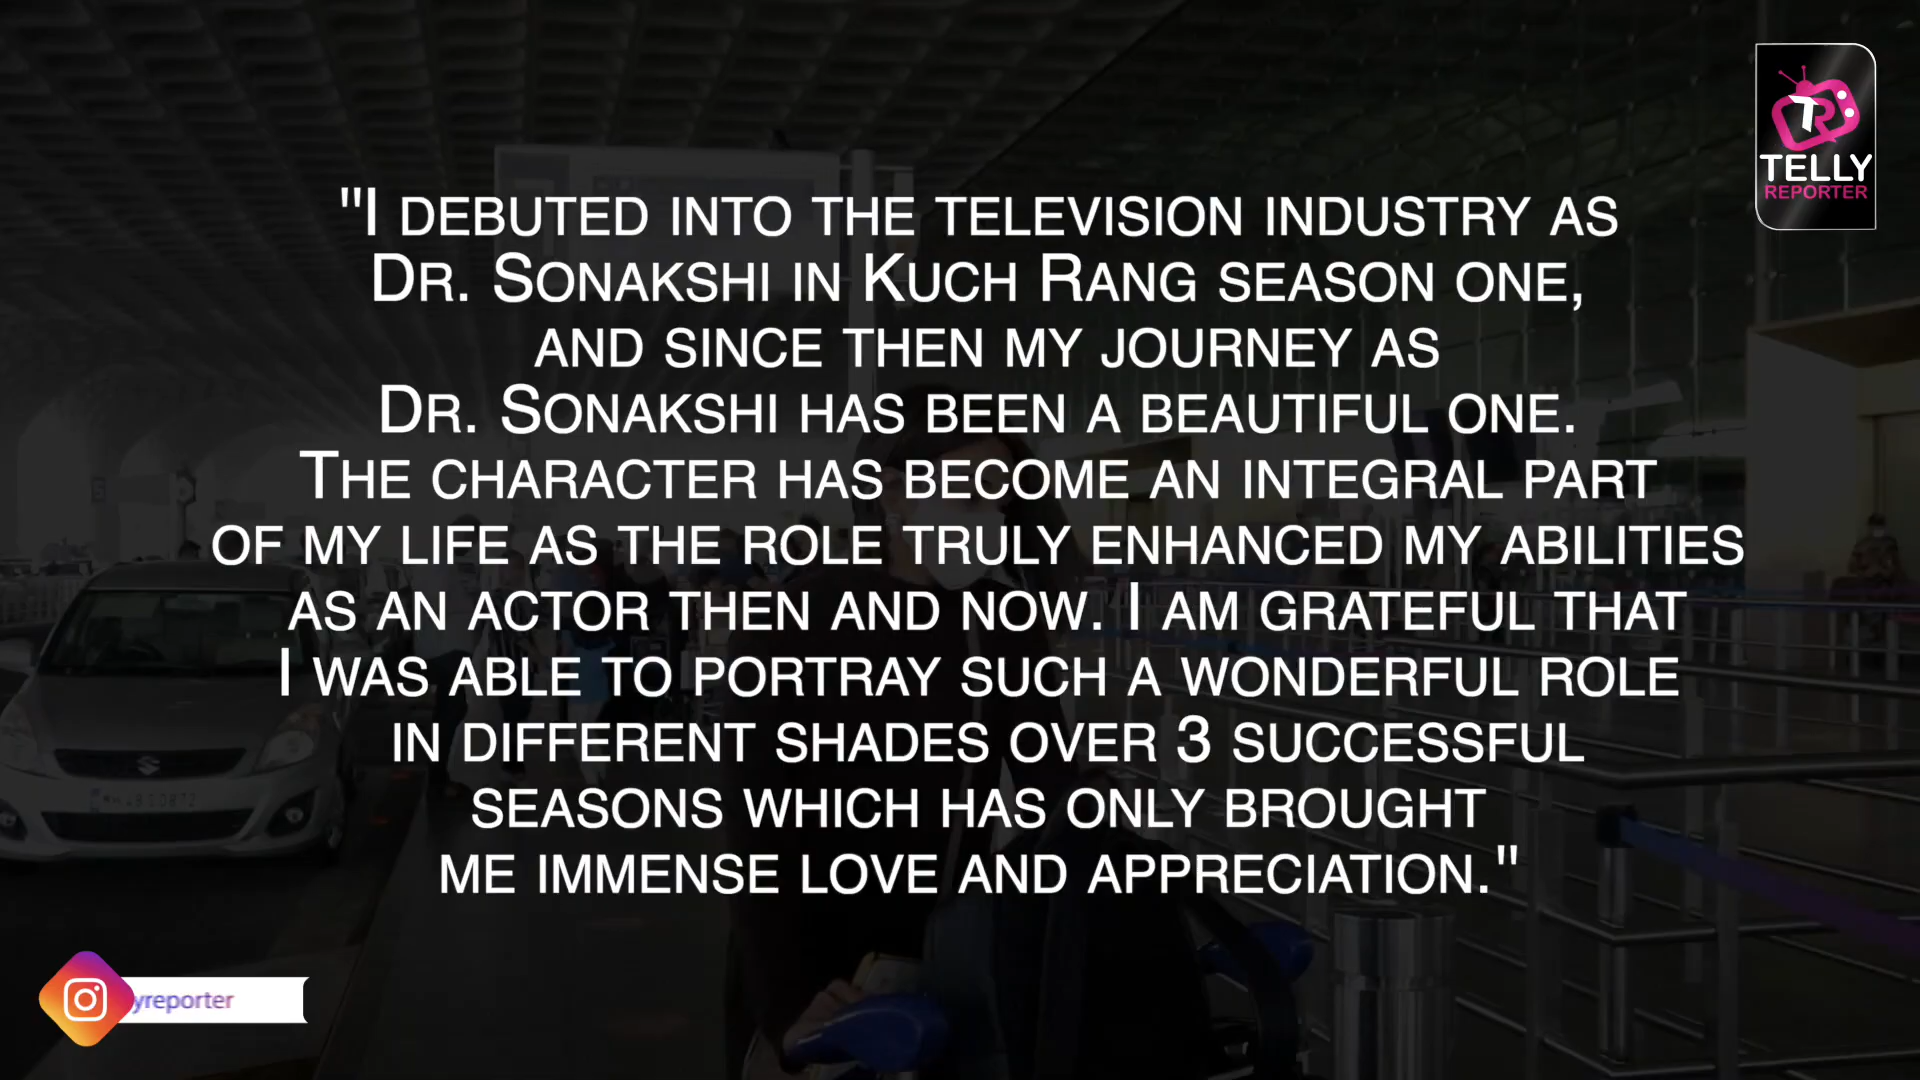 TELLY
REPORTER
"I DEBUTED INTO THE TELEVISION INDUSTRY AS
DR. SONAKSHI IN KUCH RANG SEASON ONE,
AND SINCE THEN MY JOURNEY AS
DR. SONAKSHI HAS BEEN A BEAUTIFUL ONE.
THE CHARACTER HAS BECOME AN INTEGRAL PART
OF MY LIFE AS THE ROLE TRULY ENHANCED MY ABILITIES
AS AN ACTOR THEN AND NOW. I AM GRATEFUL THAT
I WAS ABLE TO PORTRAY SUCH A WONDERFUL ROLE
IN DIFFERENT SHADES OVER 3 SUCCESSFUL
SEASONS WHICH HAS ONLY BROUGHT
ME IMMENSE LOVE AND APPRECIATION."
yreporter